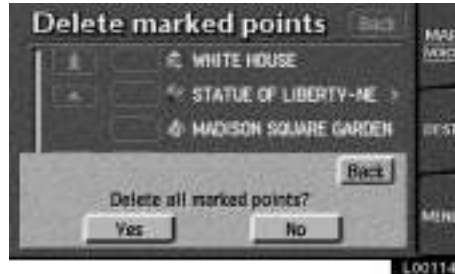 Delete marked points Back
WHITE HOUSE
STATUE OF LIBERTY-NE >
MADISON SQUARE GARDEN
Back
Delete all marked points?
Yes No
DEST
MENU